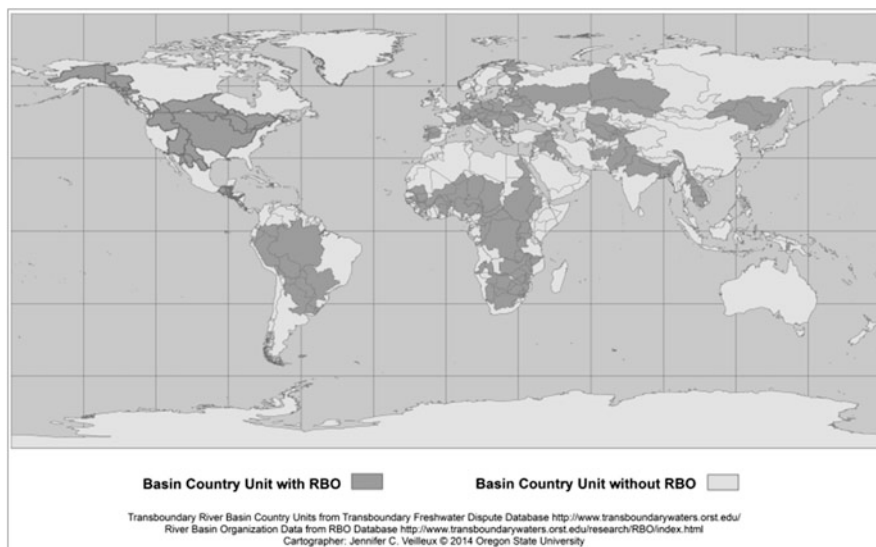 Basin Country Unit with RBO
Basin Country Unit without RBO
Transboundary River Basin Country Units from Transboundary Freshwater Dispute Database http://www.transboundarywaters.orst.edu/
River Basin Organization Data from RBO Database http://www.transboundarywaters.orst.edu/research/RBO/index.html
Cartographer: Jennifer C. Veilleux © 2014 Oregon State University